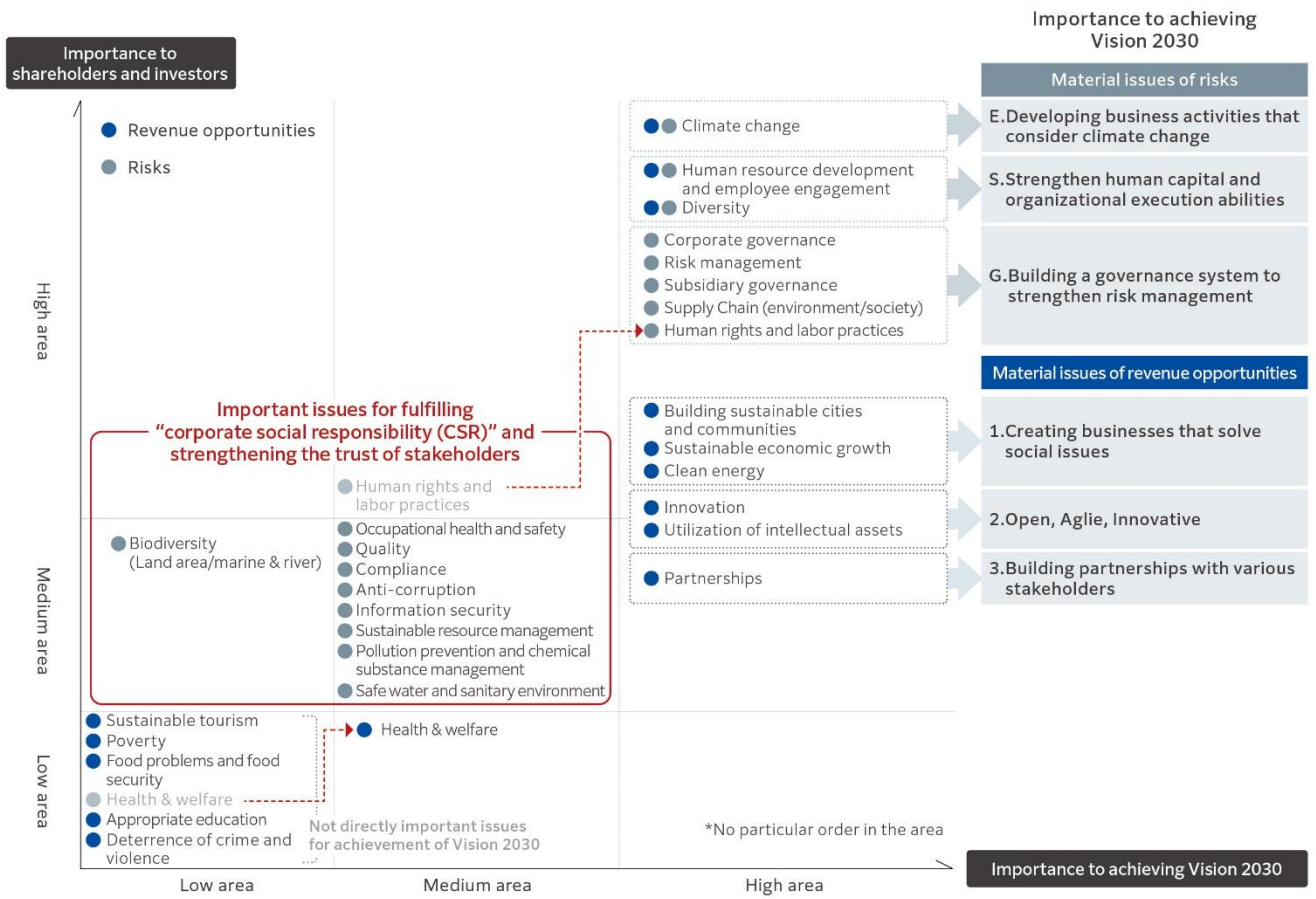 Importance to
shareholders and investors
Revenue opportunities
Risks
High area
Medium area
Low area
Climate change
Human resource development
and employee engagement
Diversity
Corporate governance
Risk management
Subsidiary governance
Supply Chain (environment/society)
Human rights and labor practices
Important issues for fulfilling
“corporate social responsibility (CSR)” and
strengthening the trust of stakeholders
Human rights and
labor practices
Biodiversity
(Land area/marine & river)
Occupational health and safety
Quality
Compliance
Anti-corruption
Information security
Sustainable resource management
Pollution prevention and chemical
substance management
Safe water and sanitary environment
Building sustainable cities
and communities
Sustainable economic growth
Clean energy
Innovation
Utilization of intellectual assets
Partnerships
Sustainable tourism
Poverty
Food problems and food
security
Health & welfare
Appropriate education
Deterrence of crime and
violence
Health & welfare
Not directly important issues
for achievement of Vision 2030
*No particular order in the area
Low area
Medium area
High area
Importance to achieving Vision 2030
Importance to achieving
Vision 2030
Material issues of risks
E.Developing business activities that
consider climate change
S.Strengthen human capital and
organizational execution abilities
G.Building a governance system to
strengthen risk management
Material issues of revenue opportunities
1.Creating businesses that solve
social issues
2.Open, Aglie, Innovative
3.Building partnerships with various
stakeholders